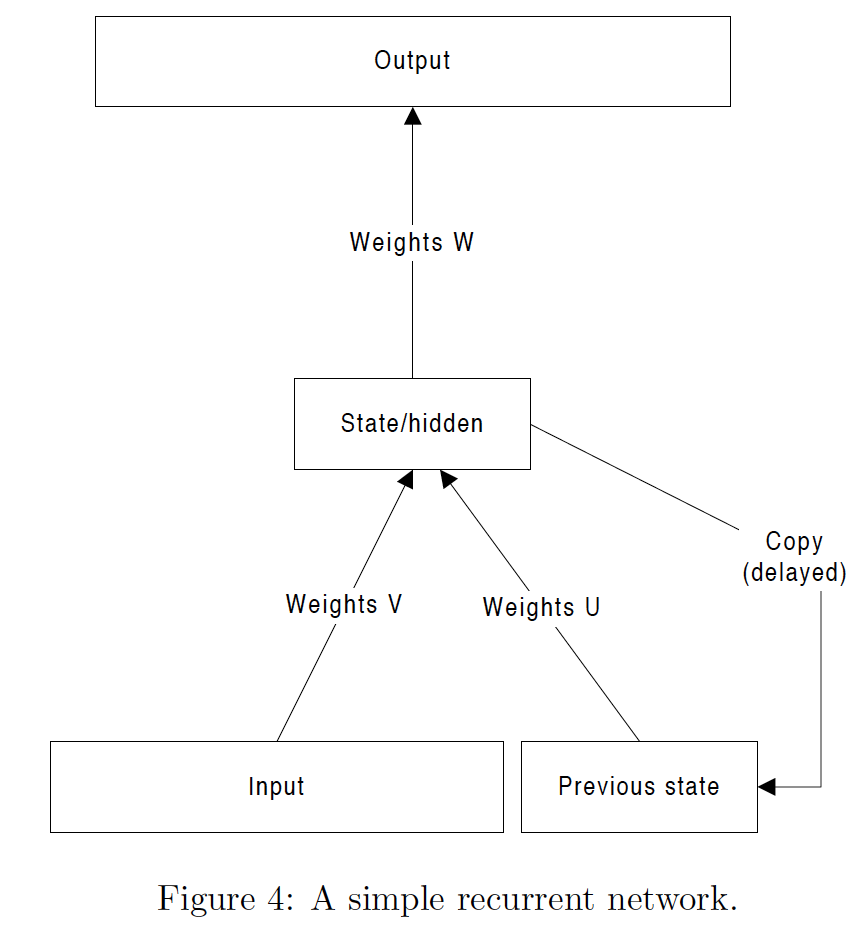 Output
Weights W
State/hidden
Copy
(delayed)
Weights V
Weights U
Input
Previous state
Figure 4: A simple recurrent network.